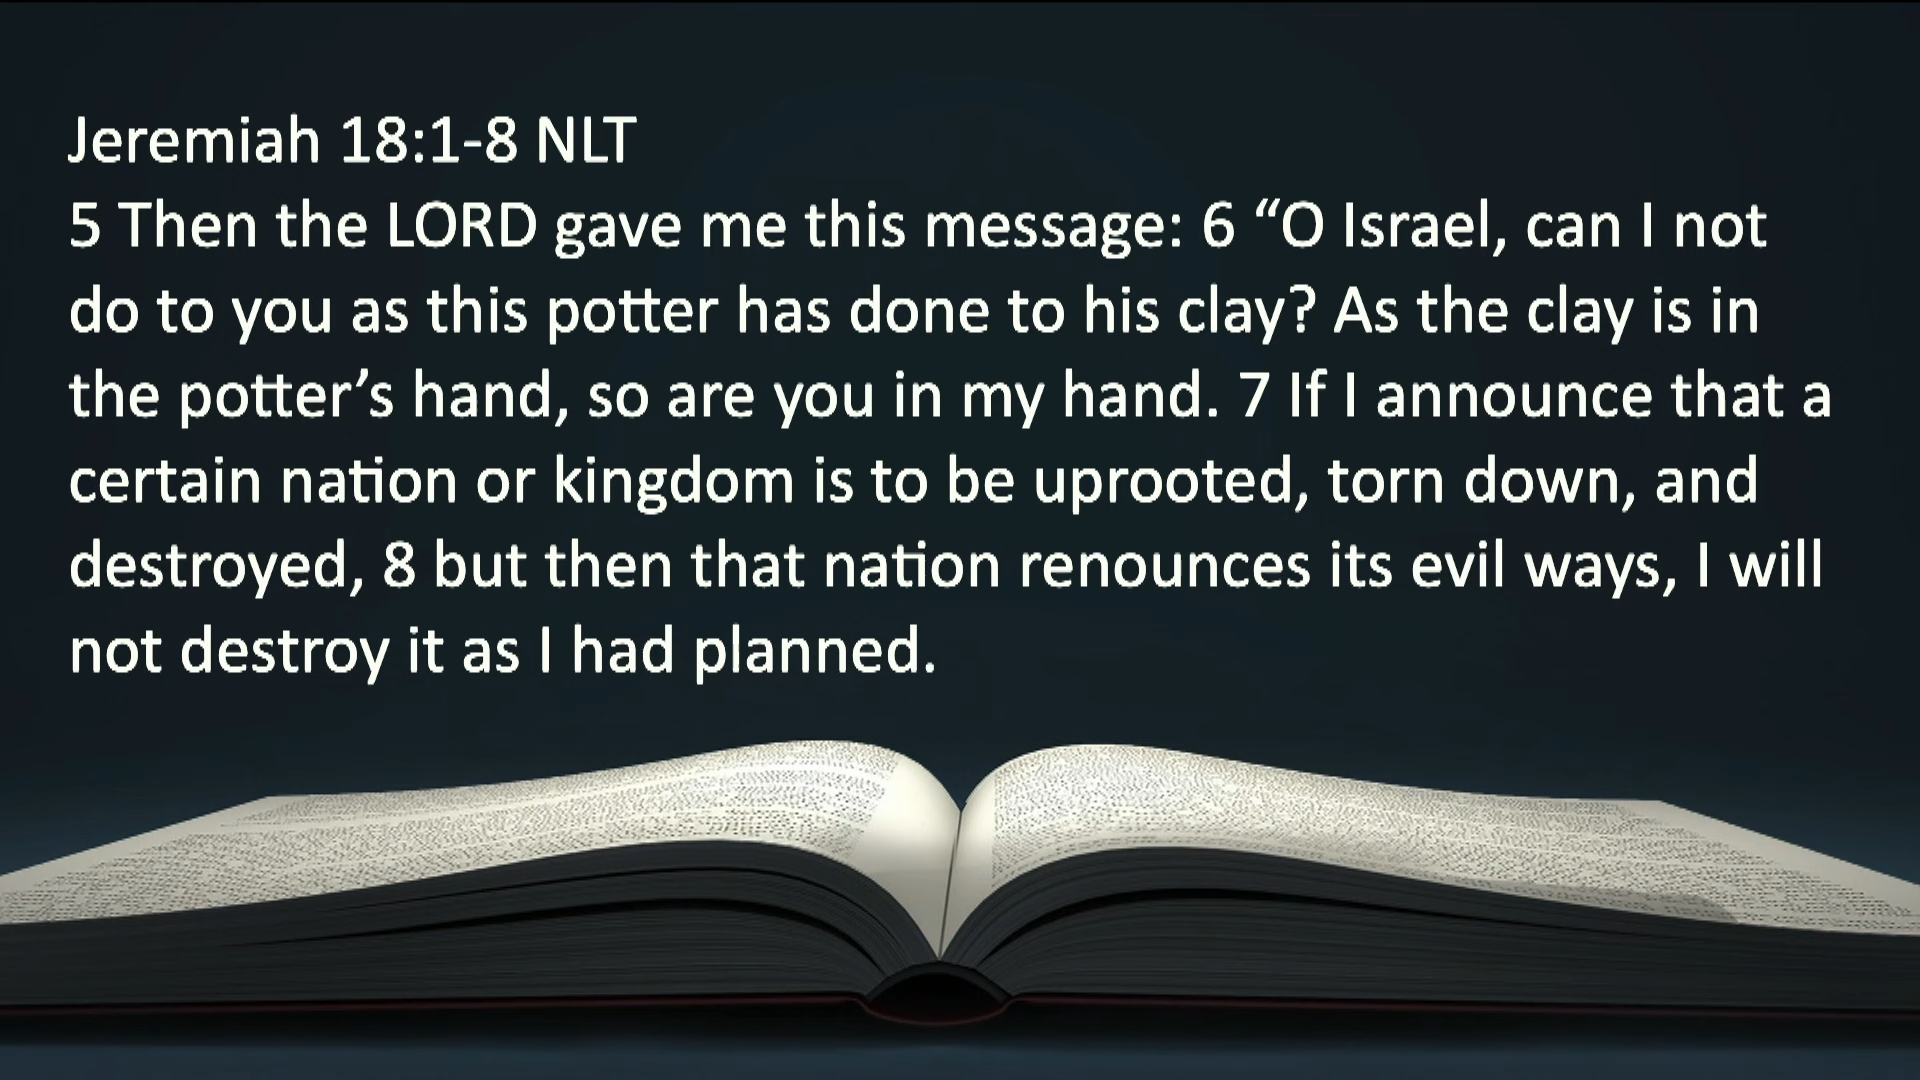 Jeremiah 18:1-8 NLT
5 Then the LORD gave me this message: 6 “O Israel, can I not
do to you as this potter has done to his clay? As the clay is in
the potter’s hand, so are you in my hand. 7 If I announce that a
certain nation or kingdom is to be uprooted, torn down, and
destroyed, 8 but then that nation renounces its evil ways, I will
not destroy it as I had planned.